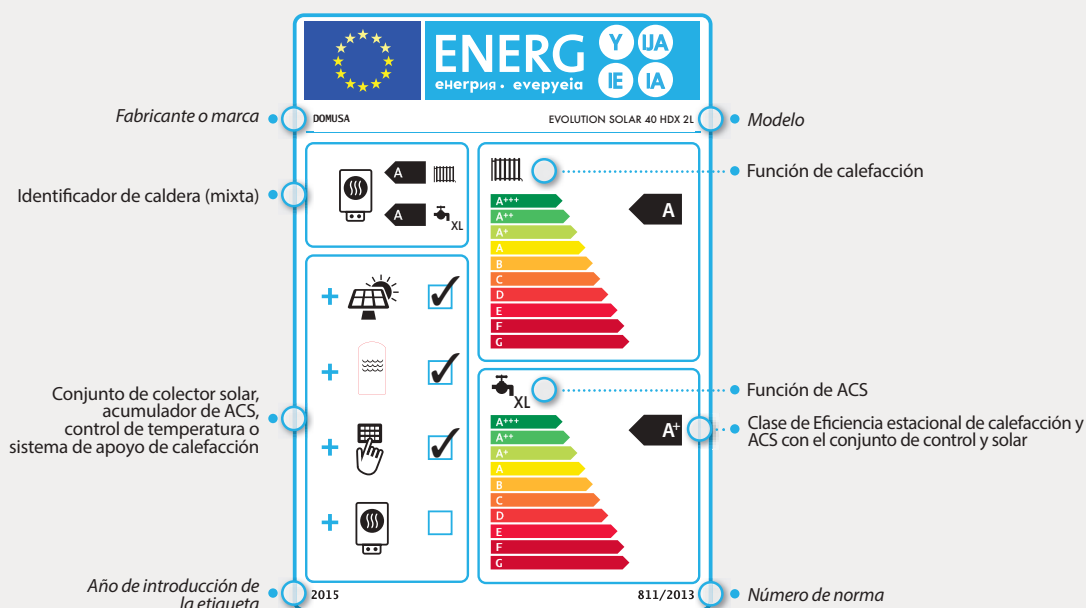 ENERG Y IJA
енергия · ενεργεια IE IA
Fabricante o marca
DOMUSA
EVOLUTION SOLAR 40 HDX 2L
Modelo
Identificador de caldera (mixta)
A
A
XL
Función de calefacción
A+++
A++
A+
A
B
C
D
E
F
G
A
Conjunto de colector solar,
acumulador de ACS,
control de temperatura o
sistema de apoyo de calefacción
XL
Función de ACS
A+++
A++
A+
A
B
C
D
E
F
G
A+
Clase de Eficiencia estacional de calefacción y
ACS con el conjunto de control y solar
Año de introducción de
la etiqueta
2015
811/2013
Número de norma